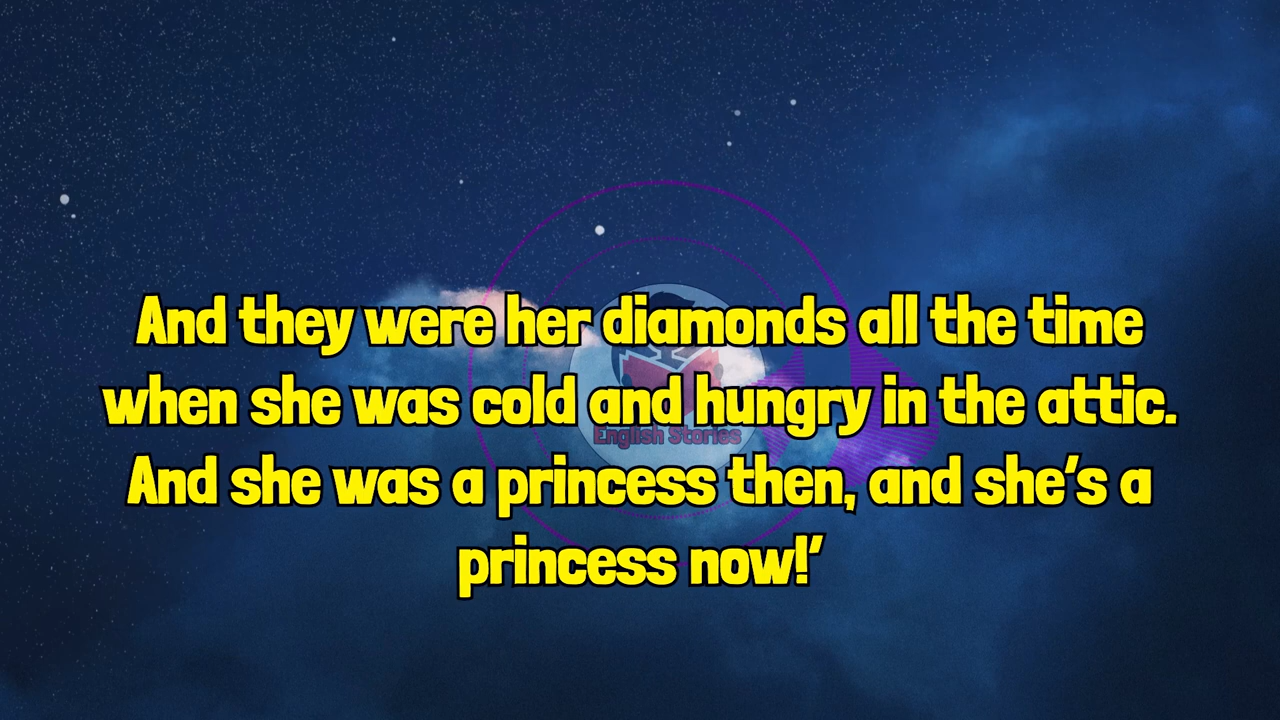 And they were her diamonds all the time
when she was cold and hungry in the attic.
And she was a princess then, and she’s a
princess now!’
English Stories